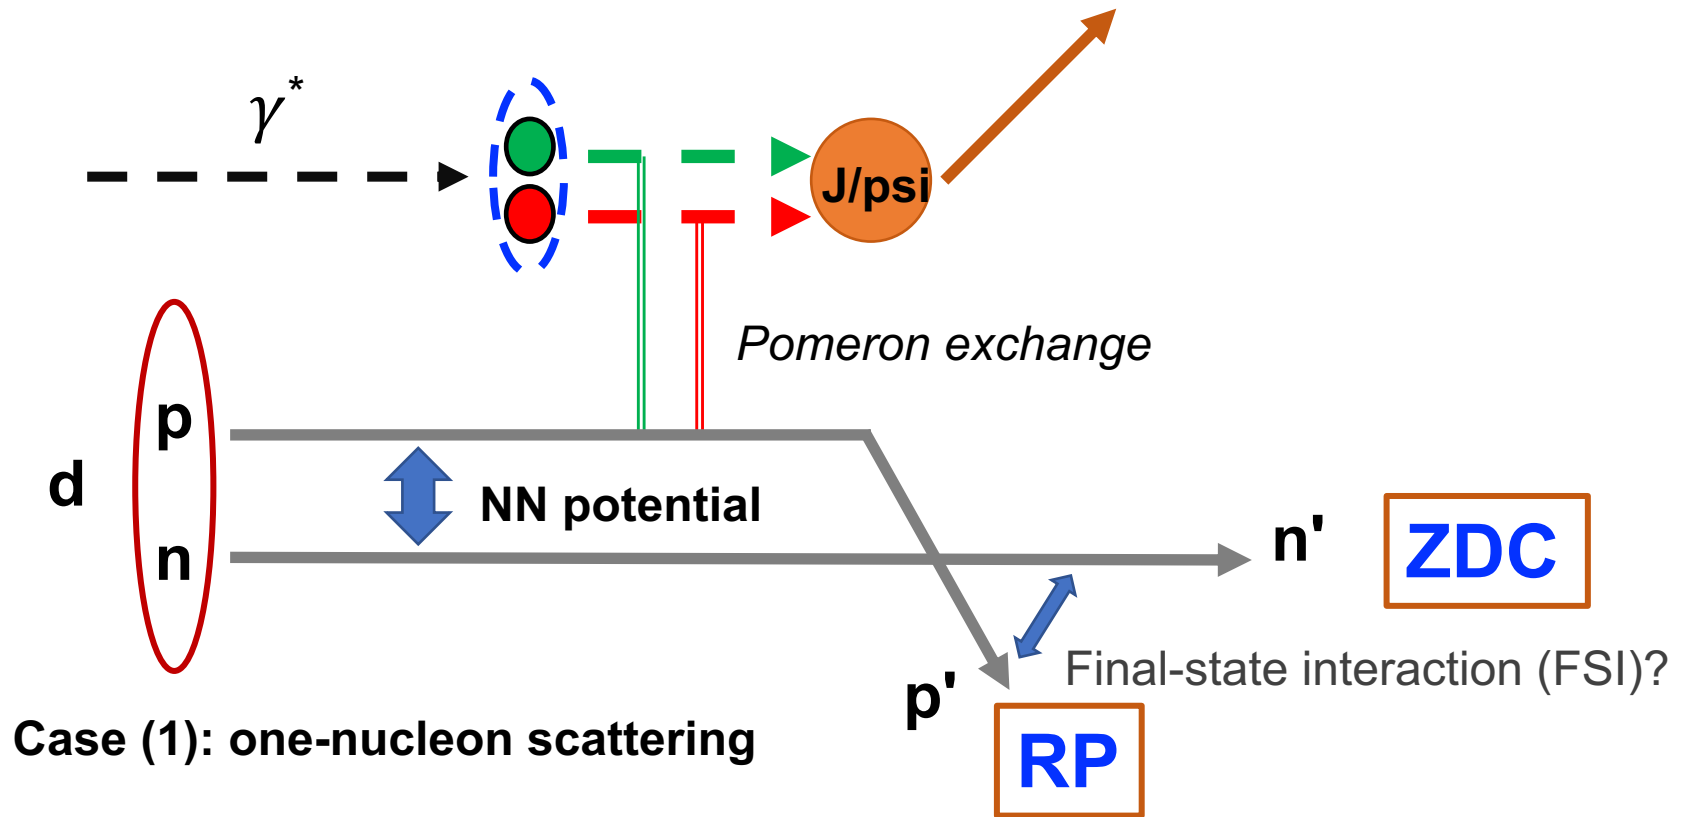 γ*
J/psi
Pomeron exchange
p
d
NN potential
n
n'
ZDC
Final-state interaction (FSI)?
p'
Case (1): one-nucleon scattering
RP